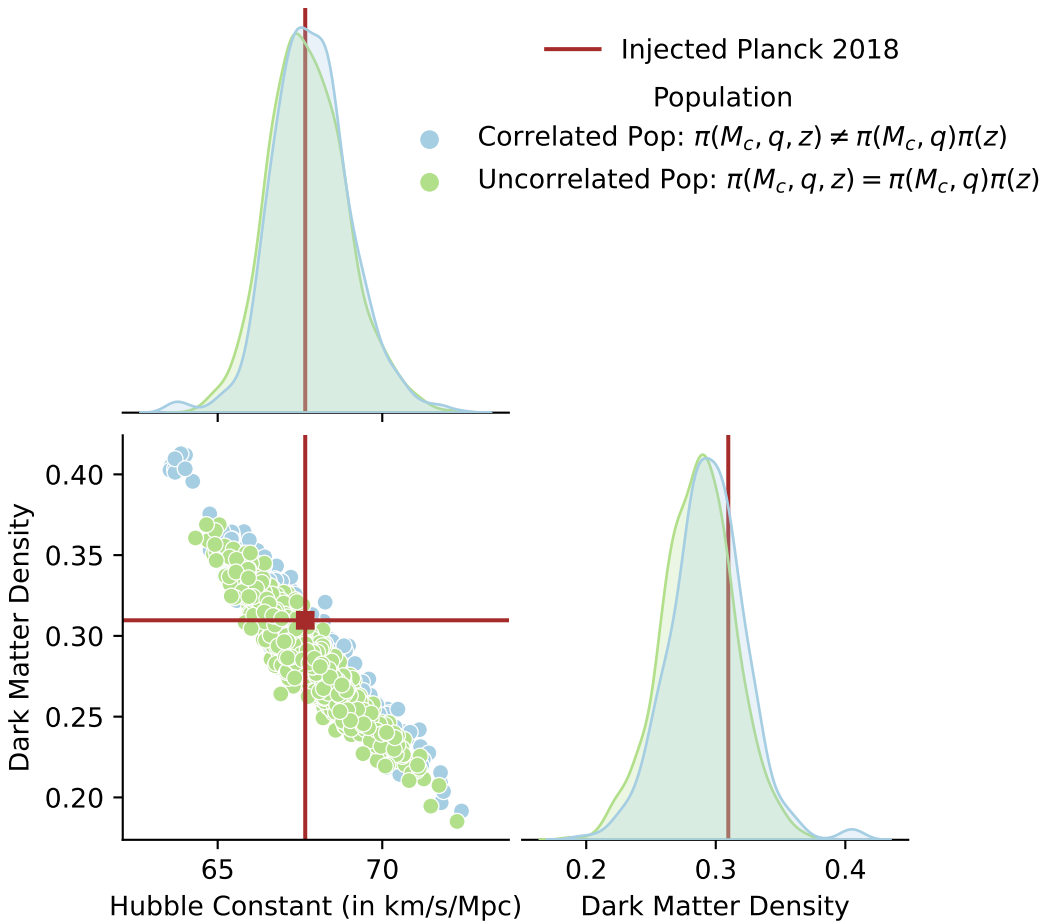 Injected Planck 2018
Population
Correlated Pop: π(M_c, q, z) ≠ π(M_c, q)π(z)
Uncorrelated Pop: π(M_c, q, z) = π(M_c, q)π(z)
Dark Matter Density
0.40
0.35
0.30
0.25
0.20
65 70
0.2 0.3 0.4
Hubble Constant (in km/s/Mpc)
Dark Matter Density